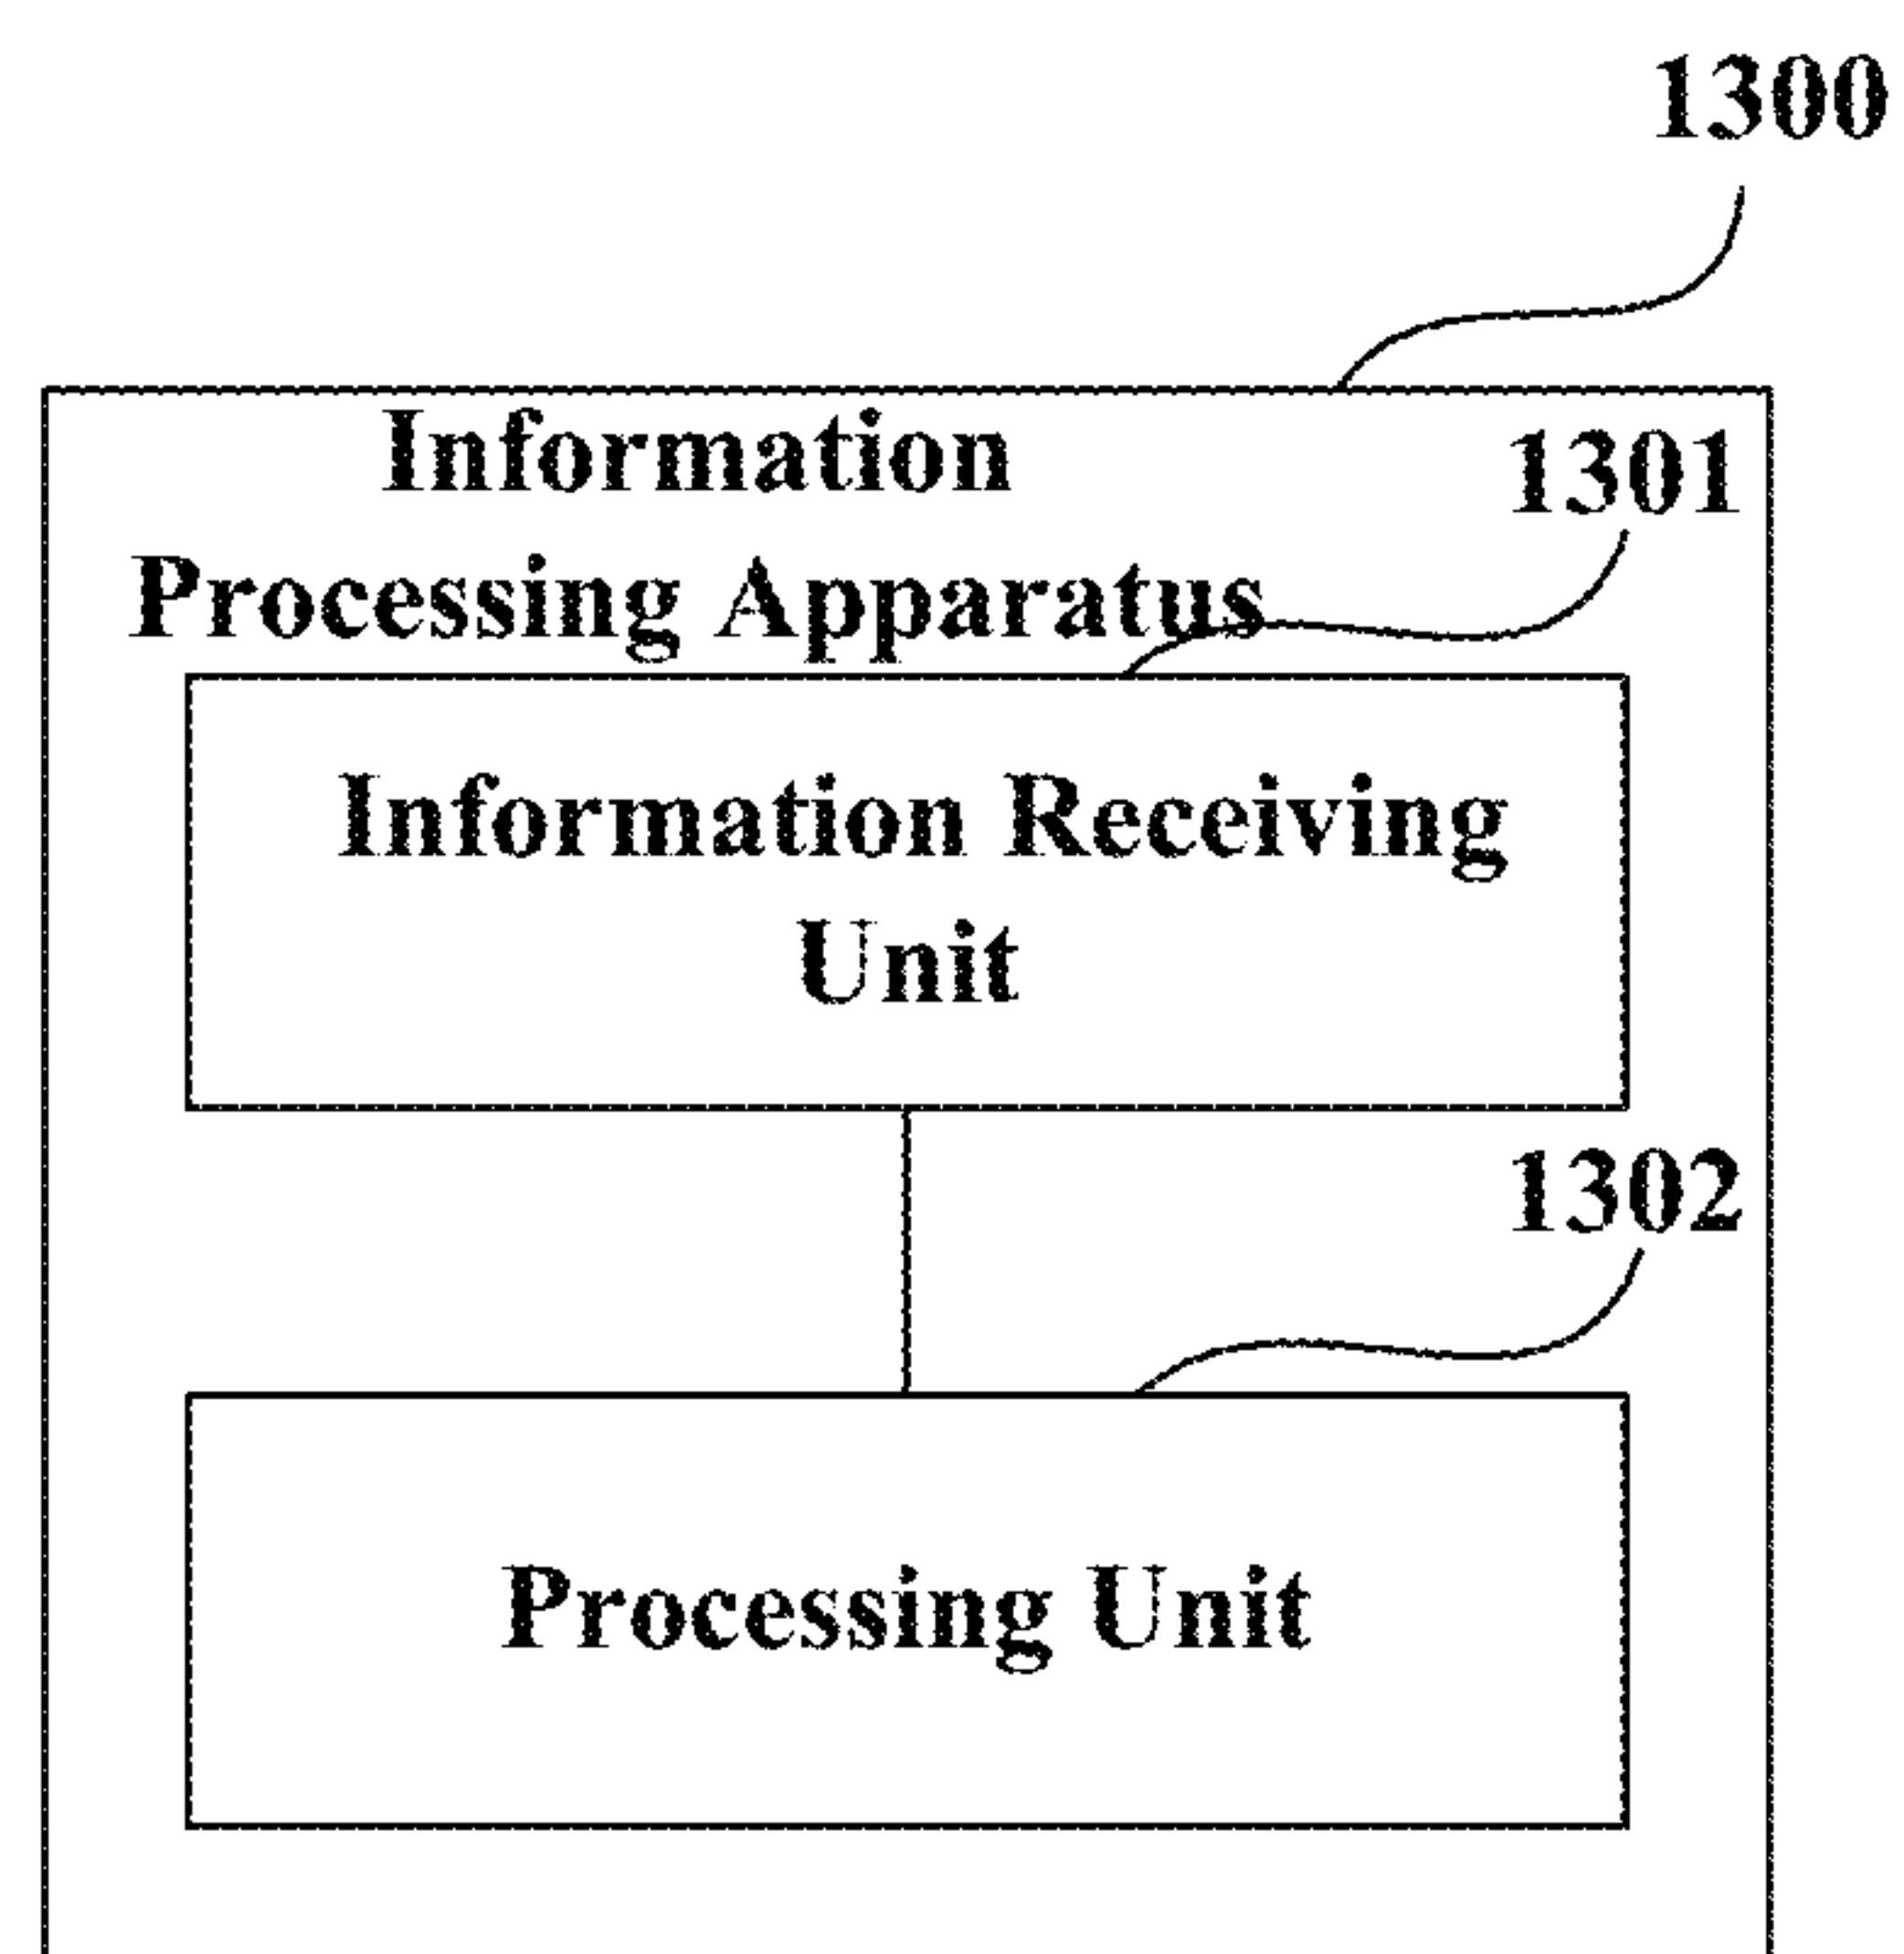 1300
Information
1301
Processing Apparatus
Information Receiving
Unit
1302
Processing Unit